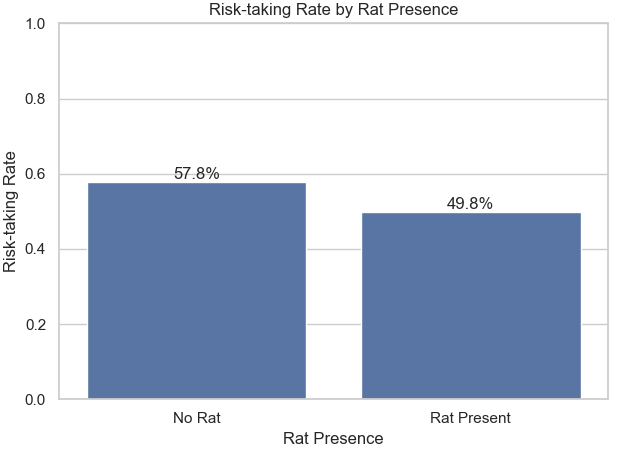 Risk-taking Rate by Rat Presence
1.0
0.8
0.6
0.4
0.2
0.0
Risk-taking Rate
57.8%
49.8%
No Rat
Rat Present
Rat Presence